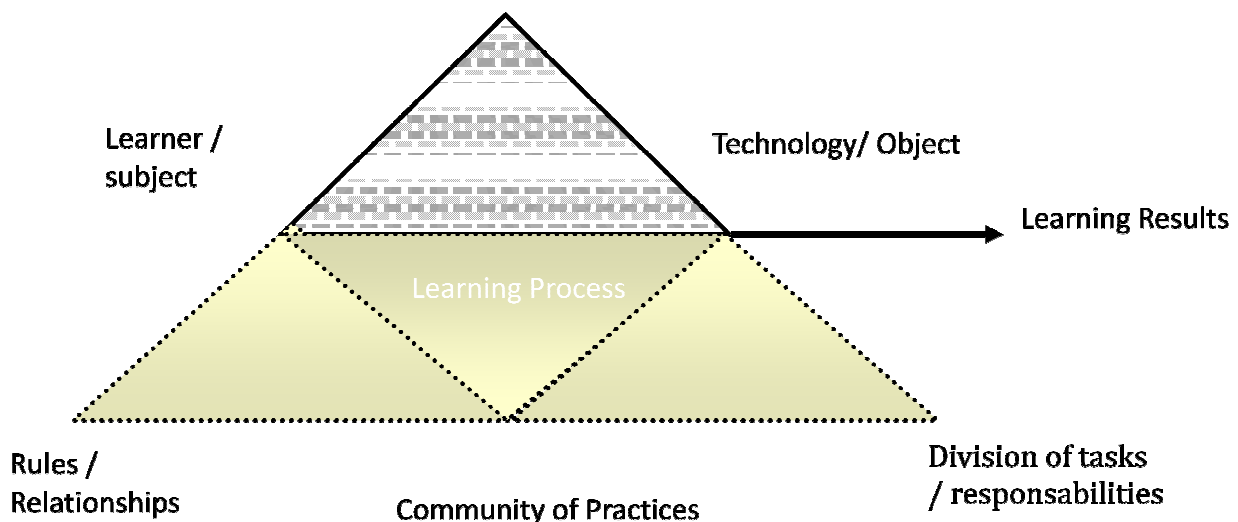 Learner /
subject
Technology/ Object
Learning Results
Learning Process
Rules /
Relationships
Community of Practices
Division of tasks
/ responsabilities